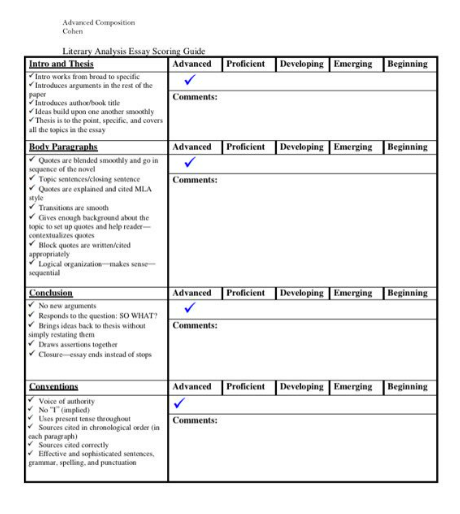 Advanced Composition
Cohen
Literary Analysis Essay Scoring Guide
Intro and Thesis Advanced Proficient Developing Emerging Beginning
✓ Intro works from broad to specific
✓ Introduces arguments in the rest of the
paper
✓ Introduces author/book title
✓ Ideas build upon one another smoothly
✓ Thesis is to the point, specific, and covers
all the topics in the essay
✓
Comments:
Body Paragraphs Advanced Proficient Developing Emerging Beginning
✓ Quotes are blended smoothly and go in
sequence of the novel
✓ Topic sentences/closing sentence
✓ Quotes are explained and cited MLA
style
✓ Transitions are smooth
✓ Gives enough background about the
topic to set up quotes and help reader—
contextualizes quotes
✓ Block quotes are written/cited
appropriately
✓ Logical organization—makes sense—
sequential
✓
Comments:
Conclusion Advanced Proficient Developing Emerging Beginning
✓ No new arguments
✓ Responds to the question: SO WHAT?
✓ Brings ideas back to thesis without
simply restating them
✓ Draws assertions together
✓ Closure—essay ends instead of stops
✓
Comments:
Conventions Advanced Proficient Developing Emerging Beginning
✓ Voice of authority
✓ No "I" (implied)
✓ Uses present tense throughout
✓ Sources cited in chronological order (in
each paragraph)
✓ Sources cited correctly
✓ Effective and sophisticated sentences,
grammar, spelling, and punctuation
✓
Comments: